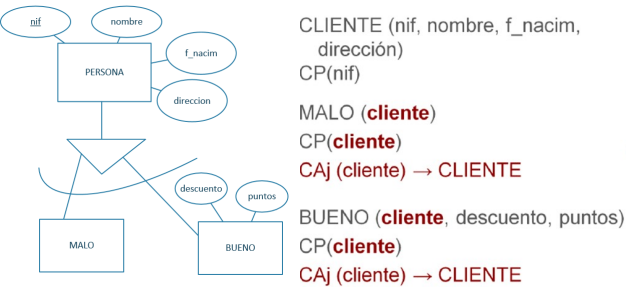 nif
nombre
f_nacim
PERSONA
direccion
descuento
puntos
MALO
BUENO
CLIENTE (nif, nombre, f_nacim,
dirección)
CP(nif)
MALO (cliente)
CP(cliente)
CAj (cliente) → CLIENTE
BUENO (cliente, descuento, puntos)
CP(cliente)
CAj (cliente) → CLIENTE